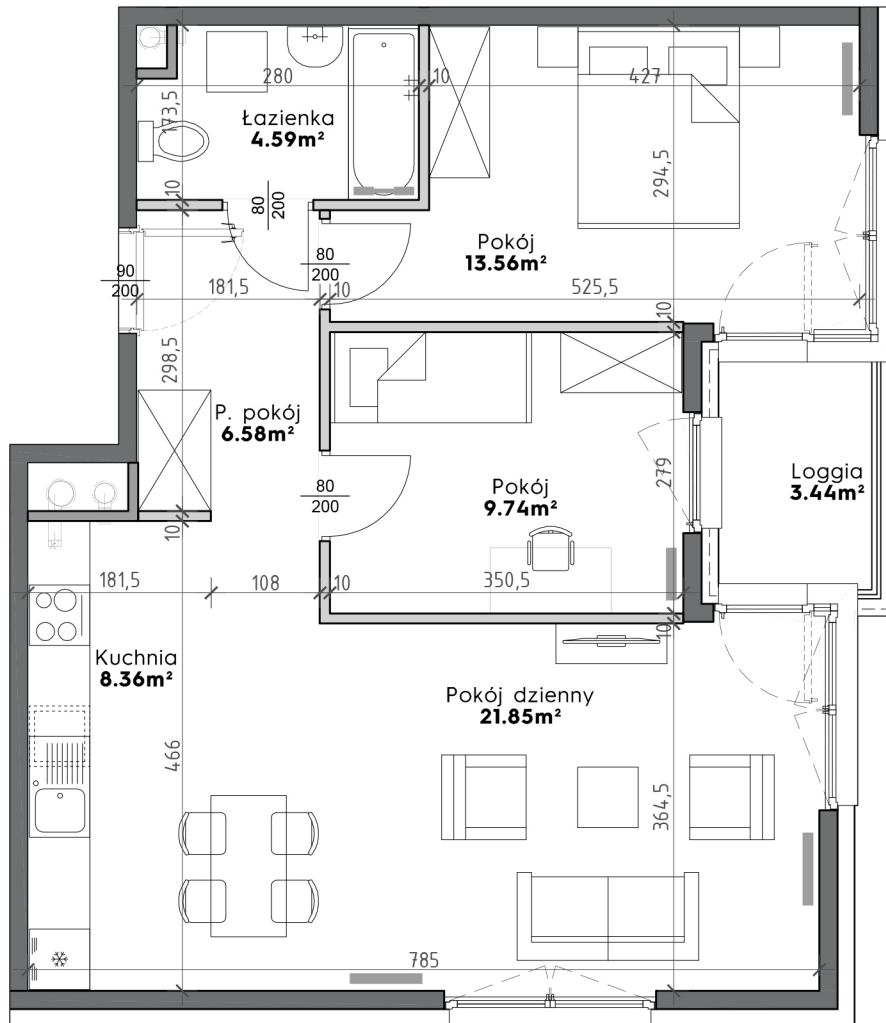 280
10
427
173,5
Łazienka
4.59m²
294,5
10
80
200
Pokój
13.56m²
80
200
90
200
181,5
10
525,5
10
298,5
P. pokój
6.58m²
Pokój
9.74m²
279
Loggia
3.44m²
80
200
10
181,5
108
10
350,5
10
Kuchnia
8.36m²
Pokój dzienny
21.85m²
466
364,5
785